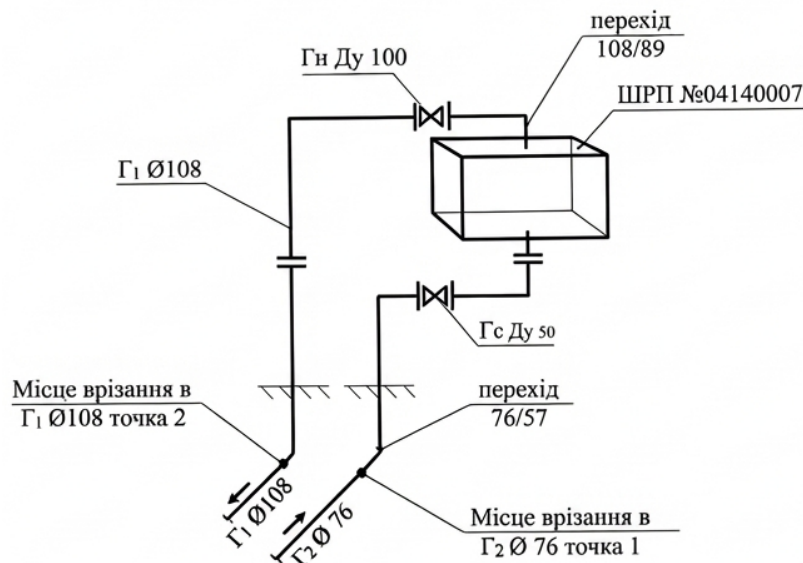 перехід
108/89
Гн Ду 100
ШРП №04140007
Г₁ Ø108
Гс Ду 50
Місце врізання в
Г₁ Ø108 точка 2
перехід
76/57
Г₁ Ø108
Г₂ Ø 76
Місце врізання в
Г₂ Ø 76 точка 1